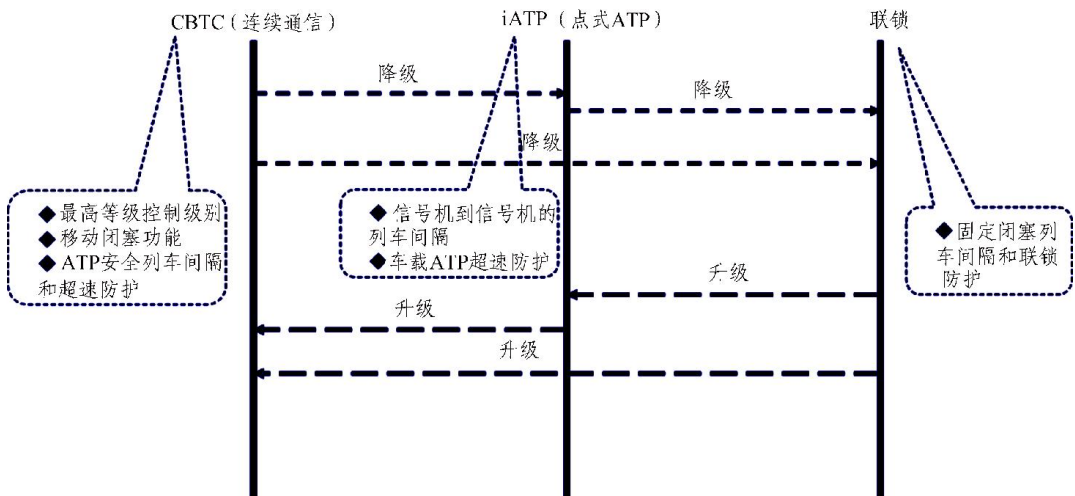 CBTC（连续通信）
iATP（点式ATP）
联锁
降级
降级
降级
◆最高等级控制级别
◆移动闭塞功能
◆ATP安全列车间隔
和超速防护
◆信号机到信号机的
列车间隔
◆车载ATP超速防护
◆固定闭塞列
车间隔和联锁
防护
升级
升级
升级